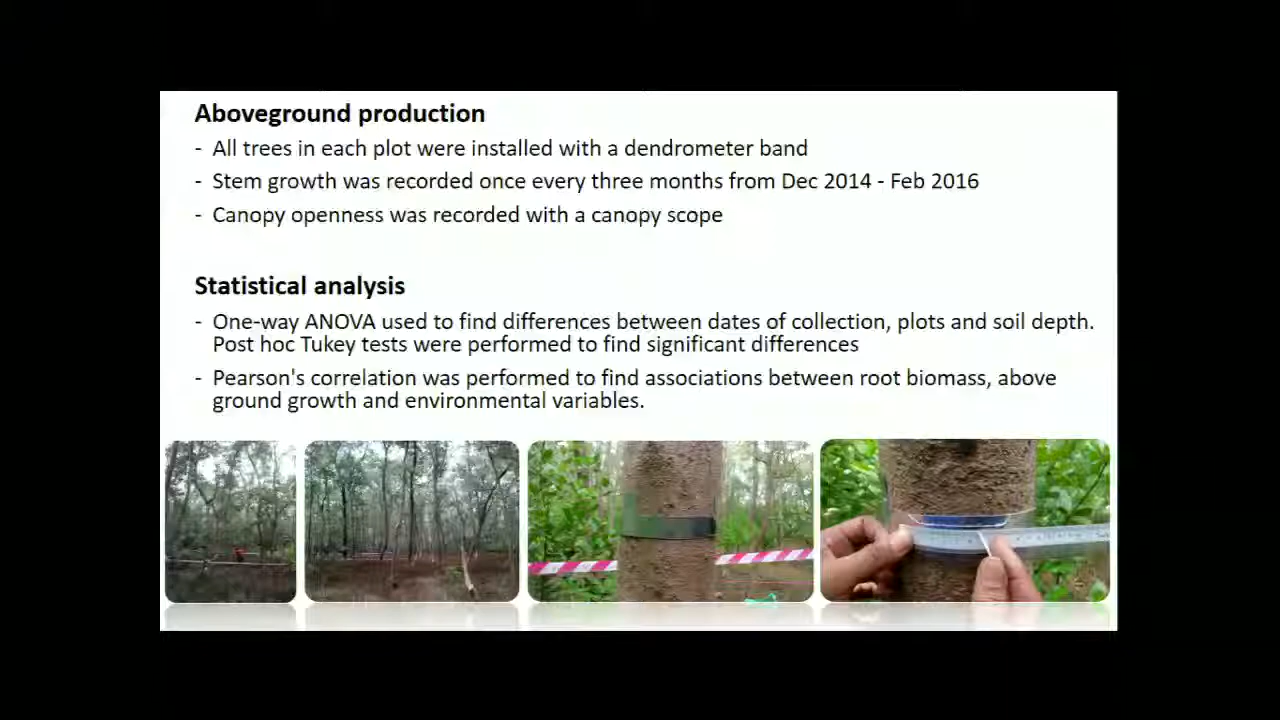 Aboveground production
- All trees in each plot were installed with a dendrometer band
- Stem growth was recorded once every three months from Dec 2014 - Feb 2016
- Canopy openness was recorded with a canopy scope
Statistical analysis
- One-way ANOVA used to find differences between dates of collection, plots and soil depth.
Post hoc Tukey tests were performed to find significant differences
- Pearson's correlation was performed to find associations between root biomass, above
ground growth and environmental variables.